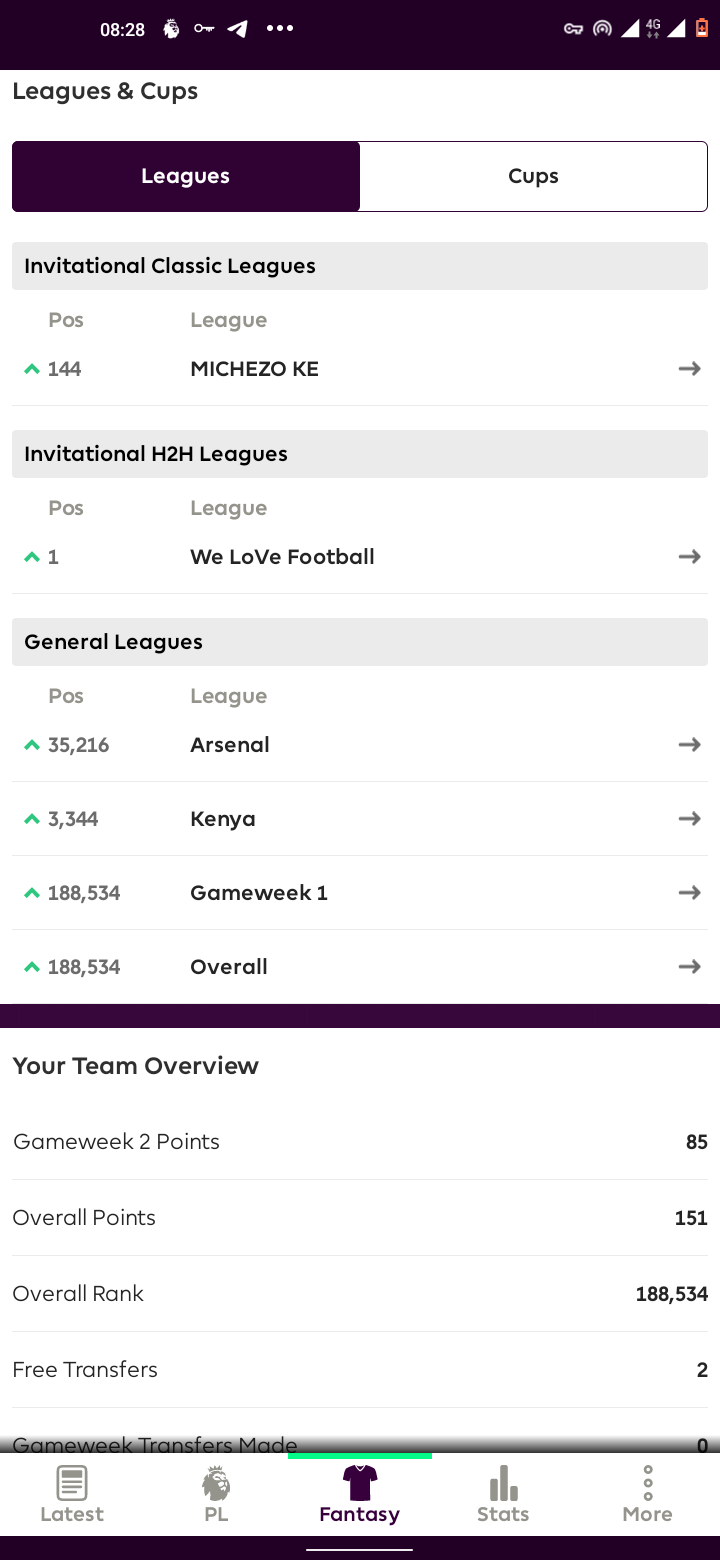 08:28
4G
Leagues & Cups
Leagues Cups
Invitational Classic Leagues
Pos League
144 MICHEZO KE
Invitational H2H Leagues
Pos League
1 We LoVe Football
General Leagues
Pos League
35,216 Arsenal
3,344 Kenya
188,534 Gameweek 1
188,534 Overall
Your Team Overview
Gameweek 2 Points 85
Overall Points 151
Overall Rank 188,534
Free Transfers 2
Gameweek Transfers Made 0
Latest PL Fantasy Stats More